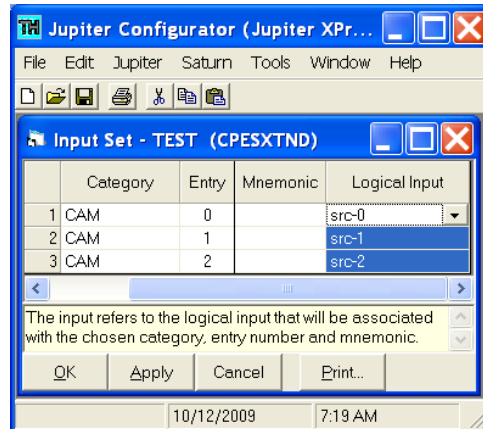 TH Jupiter Configurator (Jupiter XPr...
File Edit Jupiter Saturn Tools Window Help
Input Set - TEST (CPESXTND)
Category Entry Mnemonic Logical Input
1 CAM 0 src-0
2 CAM 1 src-1
3 CAM 2 src-2
The input refers to the logical input that will be associated
with the chosen category, entry number and mnemonic.
OK Apply Cancel Print...
10/12/2009 7:19 AM